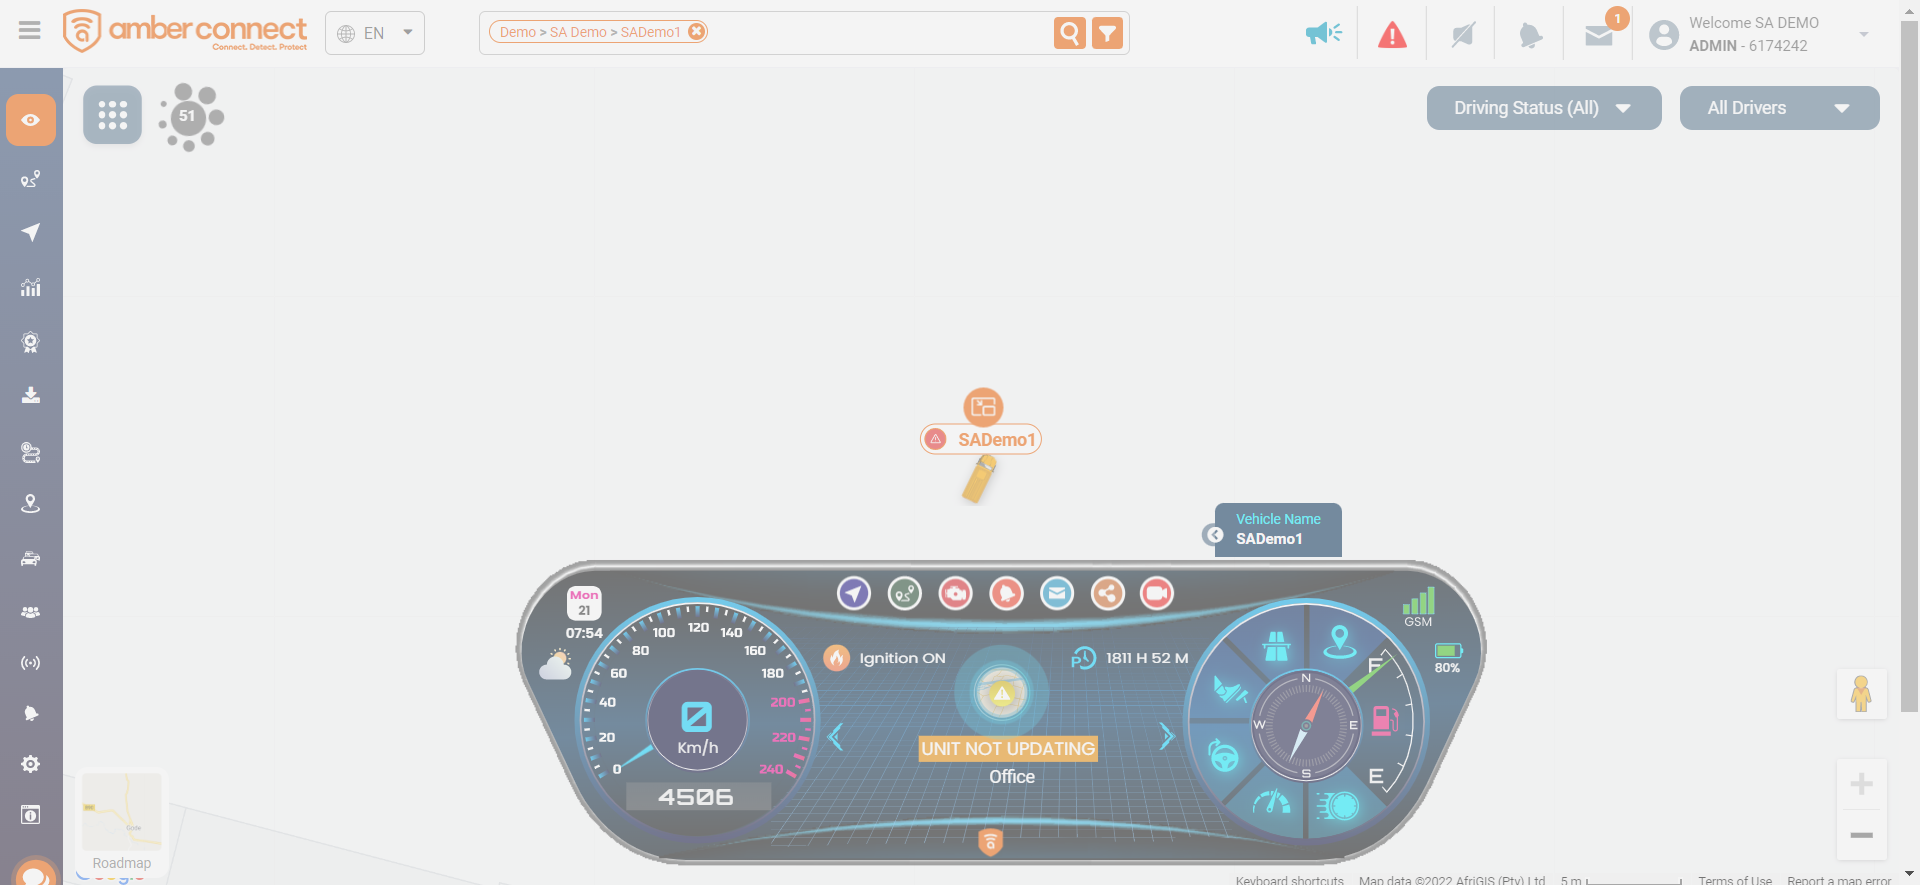 amber connect
Connect. Detect. Protect
EN
Demo > SA Demo > SADemo1
1
Welcome SA DEMO
ADMIN - 6174242
51
Driving Status (All)
All Drivers
SADemo1
Vehicle Name
SADemo1
Mon
21
07:54
0
20
40
60
80
100
120
140
160
180
200
220
240
0
Km/h
4506
Ignition ON
P
1811 H 52 M
UNIT NOT UPDATING
Office
N
W
E
S
F
E
GSM
80%
Roadmap
Google
Keyboard shortcuts
Map data ©2022 AfriGIS (Pty) Ltd
5 m
Terms of Use
Report a map error